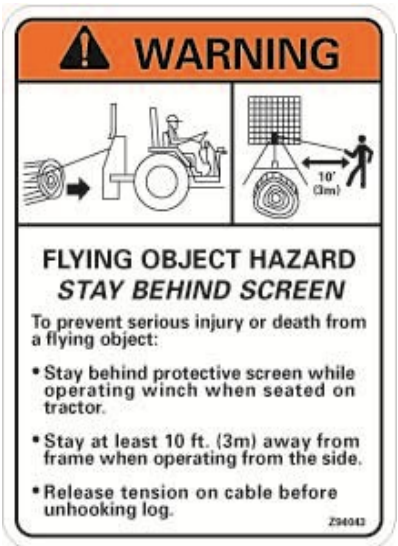 WARNING
10'
(3m)
FLYING OBJECT HAZARD
STAY BEHIND SCREEN
To prevent serious injury or death from
a flying object:
• Stay behind protective screen while
operating winch when seated on
tractor.
• Stay at least 10 ft. (3m) away from
frame when operating from the side.
• Release tension on cable before
unhooking log.
Z94043